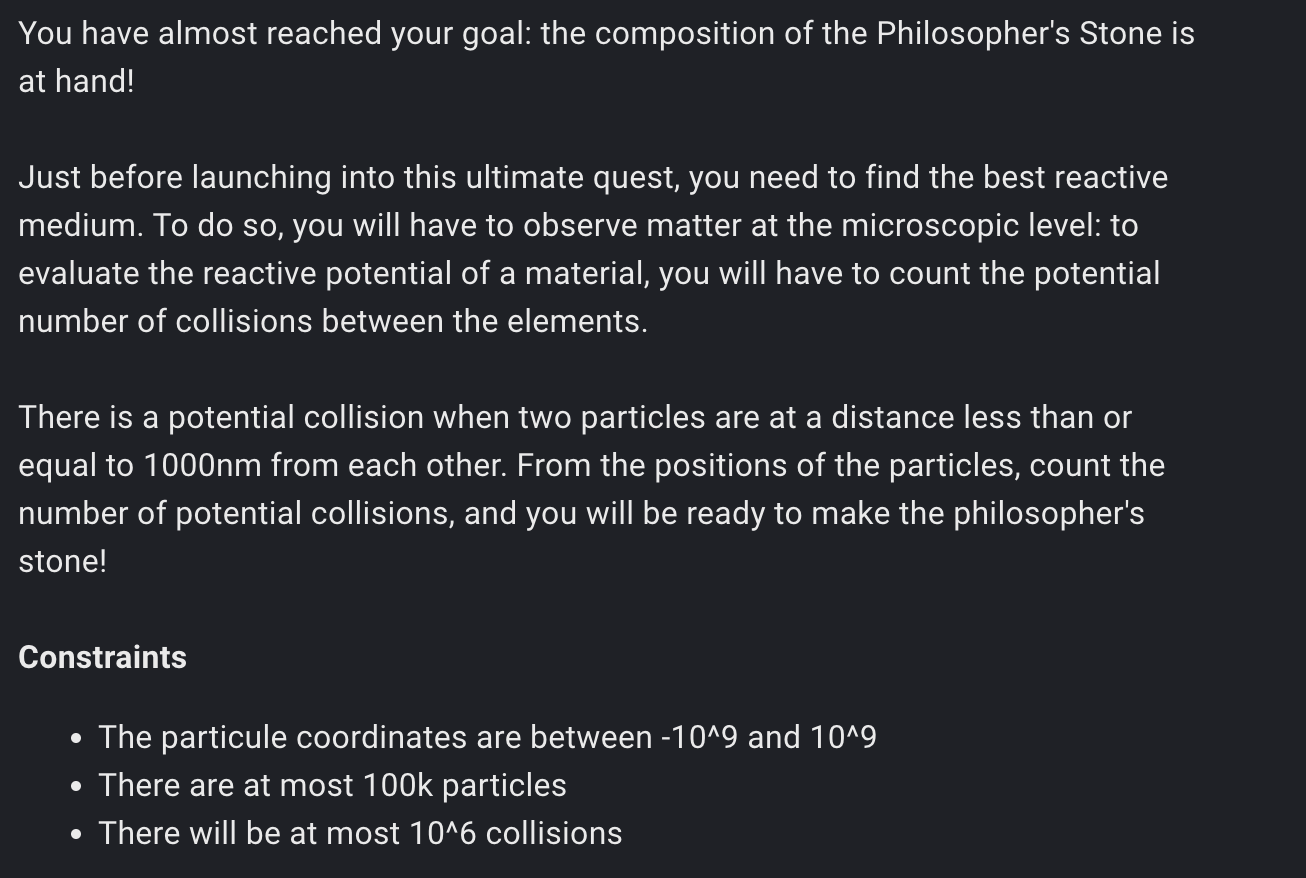 You have almost reached your goal: the composition of the Philosopher's Stone is
at hand!
Just before launching into this ultimate quest, you need to find the best reactive
medium. To do so, you will have to observe matter at the microscopic level: to
evaluate the reactive potential of a material, you will have to count the potential
number of collisions between the elements.
There is a potential collision when two particles are at a distance less than or
equal to 1000nm from each other. From the positions of the particles, count the
number of potential collisions, and you will be ready to make the philosopher's
stone!
Constraints
• The particule coordinates are between -10^9 and 10^9
• There are at most 100k particles
• There will be at most 10^6 collisions